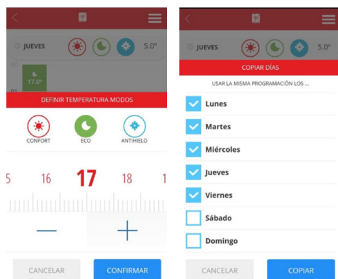 JUEVES
5.0°
17.0°
DEFINIR TEMPERATURA MODOS
CONFORT
ECO
ANTIHIELO
5 16 17 18 1
—
+
CANCELAR
CONFIRMAR
JUEVES
5.0°
COPIAR DÍAS
USAR LA MISMA PROGRAMACIÓN LOS ...
Lunes
Martes
Miércoles
Jueves
Viernes
Sábado
Domingo
CANCELAR
COPIAR